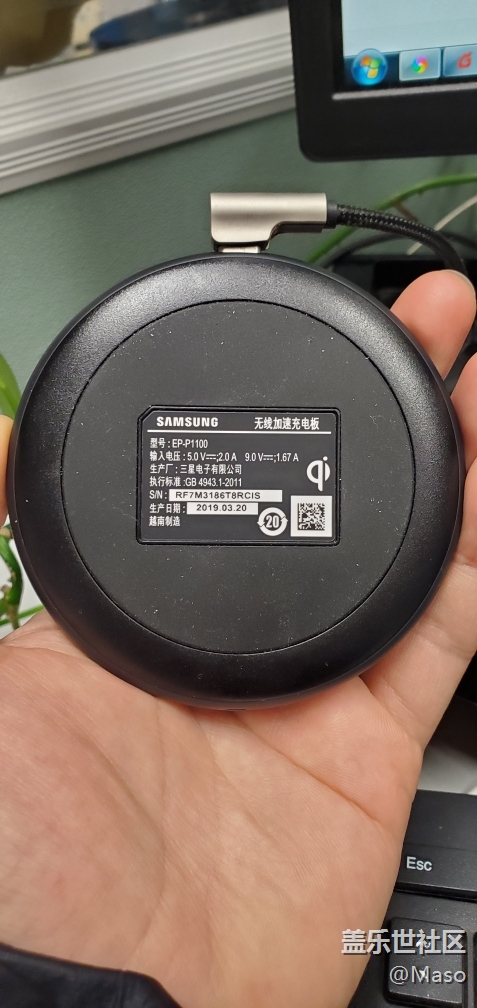 SAMSUNG 无线加速充电板
型号:EP-P1100
输入电压:5.0 V⎓;2.0 A 9.0 V⎓;1.67 A
生产厂:三星电子有限公司
执行标准:GB 4943.1-2011
S/N: RF7M3186T8RCIS
生产日期: 2019.03.20
越南制造
20
qi
Esc
盖乐世社区
@Maso